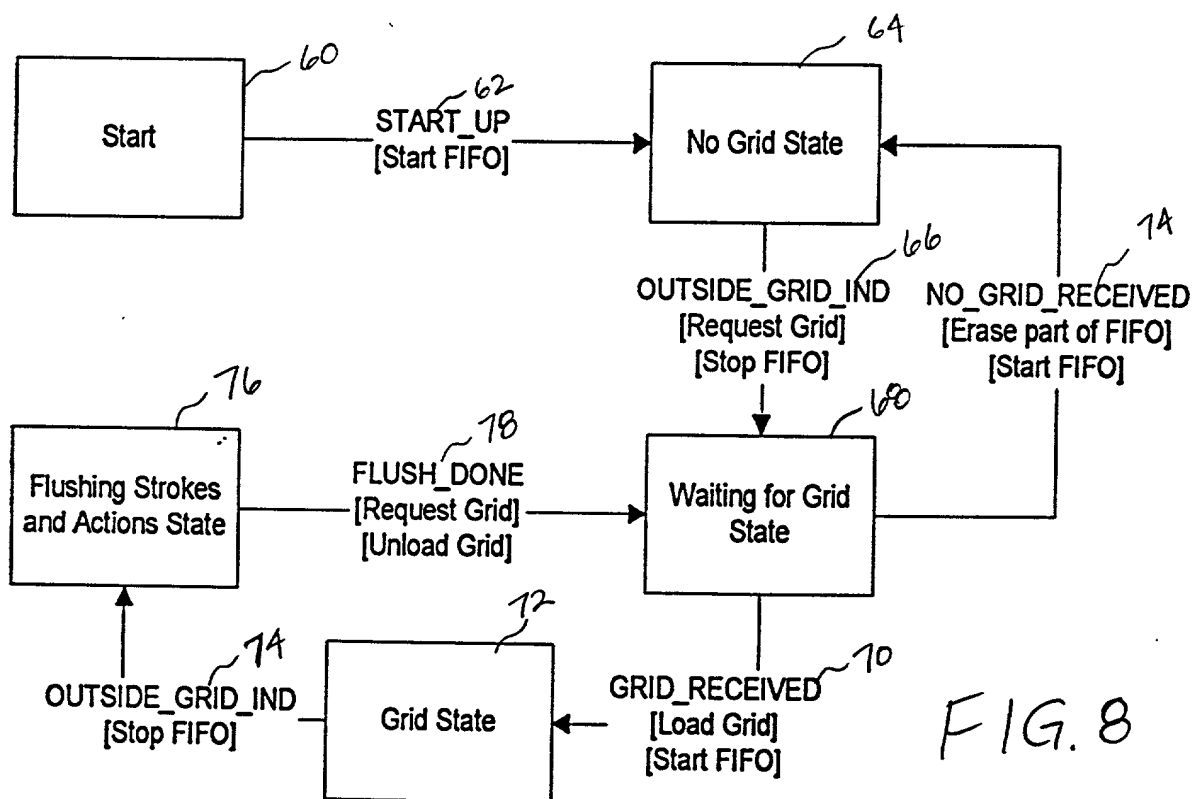 60
Start
62
START_UP
[Start FIFO]
64
No Grid State
66
OUTSIDE_GRID_IND
[Request Grid]
[Stop FIFO]
74
NO_GRID_RECEIVED
[Erase part of FIFO]
[Start FIFO]
76
Flushing Strokes
and Actions State
78
FLUSH_DONE
[Request Grid]
[Unload Grid]
68
Waiting for Grid
State
74
OUTSIDE_GRID_IND
[Stop FIFO]
72
Grid State
70
GRID_RECEIVED
[Load Grid]
[Start FIFO]
FIG. 8